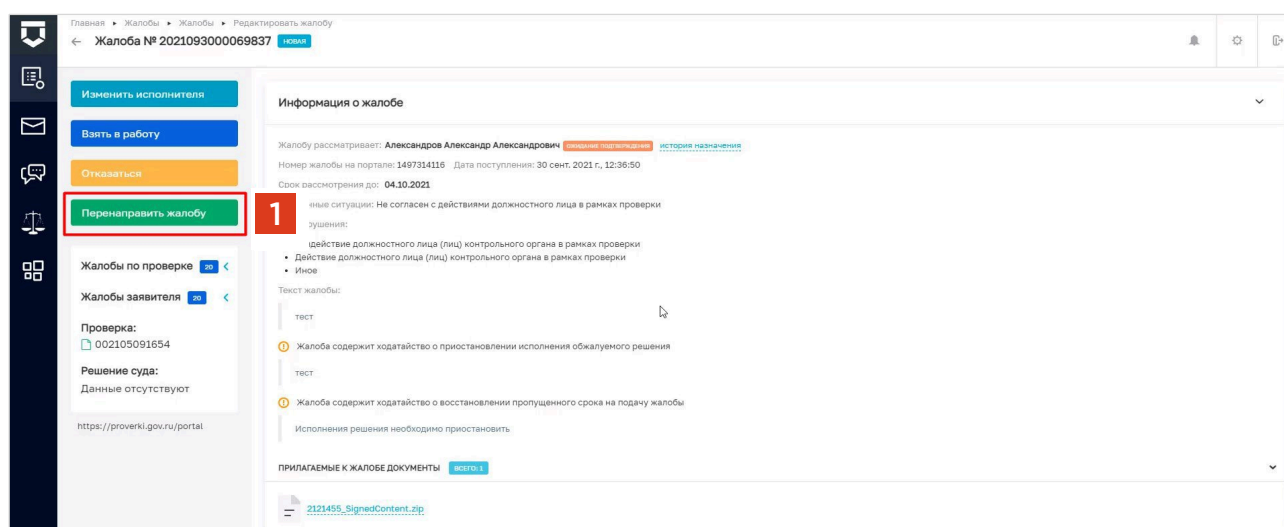 Главная ▸ Жалобы ▸ Жалобы ▸ Редактировать жалобу
← Жалоба № 2021093000069837 НОВАЯ
Изменить исполнителя
Взять в работу
Отказаться
Перенаправить жалобу
1
Жалобы по проверке 20
Жалобы заявителя 20
Проверка:
002105091654
Решение суда:
Данные отсутствуют
https://proverki.gov.ru/portal
Информация о жалобе
Жалобу рассматривает: Александров Александр Александрович ОЖИДАНИЕ ПОДТВЕРЖДЕНИЯ история назначения
Номер жалобы на портале: 1497314116 Дата поступления: 30 сент. 2021 г., 12:36:50
Срок рассмотрения до: 04.10.2021
ситуации: Не согласен с действиями должностного лица в рамках проверки
должностного лица (лиц) контрольного органа в рамках проверки
• Действие должностного лица (лиц) контрольного органа в рамках проверки
• Иное
Текст жалобы:
тест
Жалоба содержит ходатайство о приостановлении исполнения обжалуемого решения
тест
Жалоба содержит ходатайство о восстановлении пропущенного срока на подачу жалобы
Исполнения решения необходимо приостановить
ПРИЛАГАЕМЫЕ К ЖАЛОБЕ ДОКУМЕНТЫ ВСЕГО: 1
2121455_SignedContent.zip